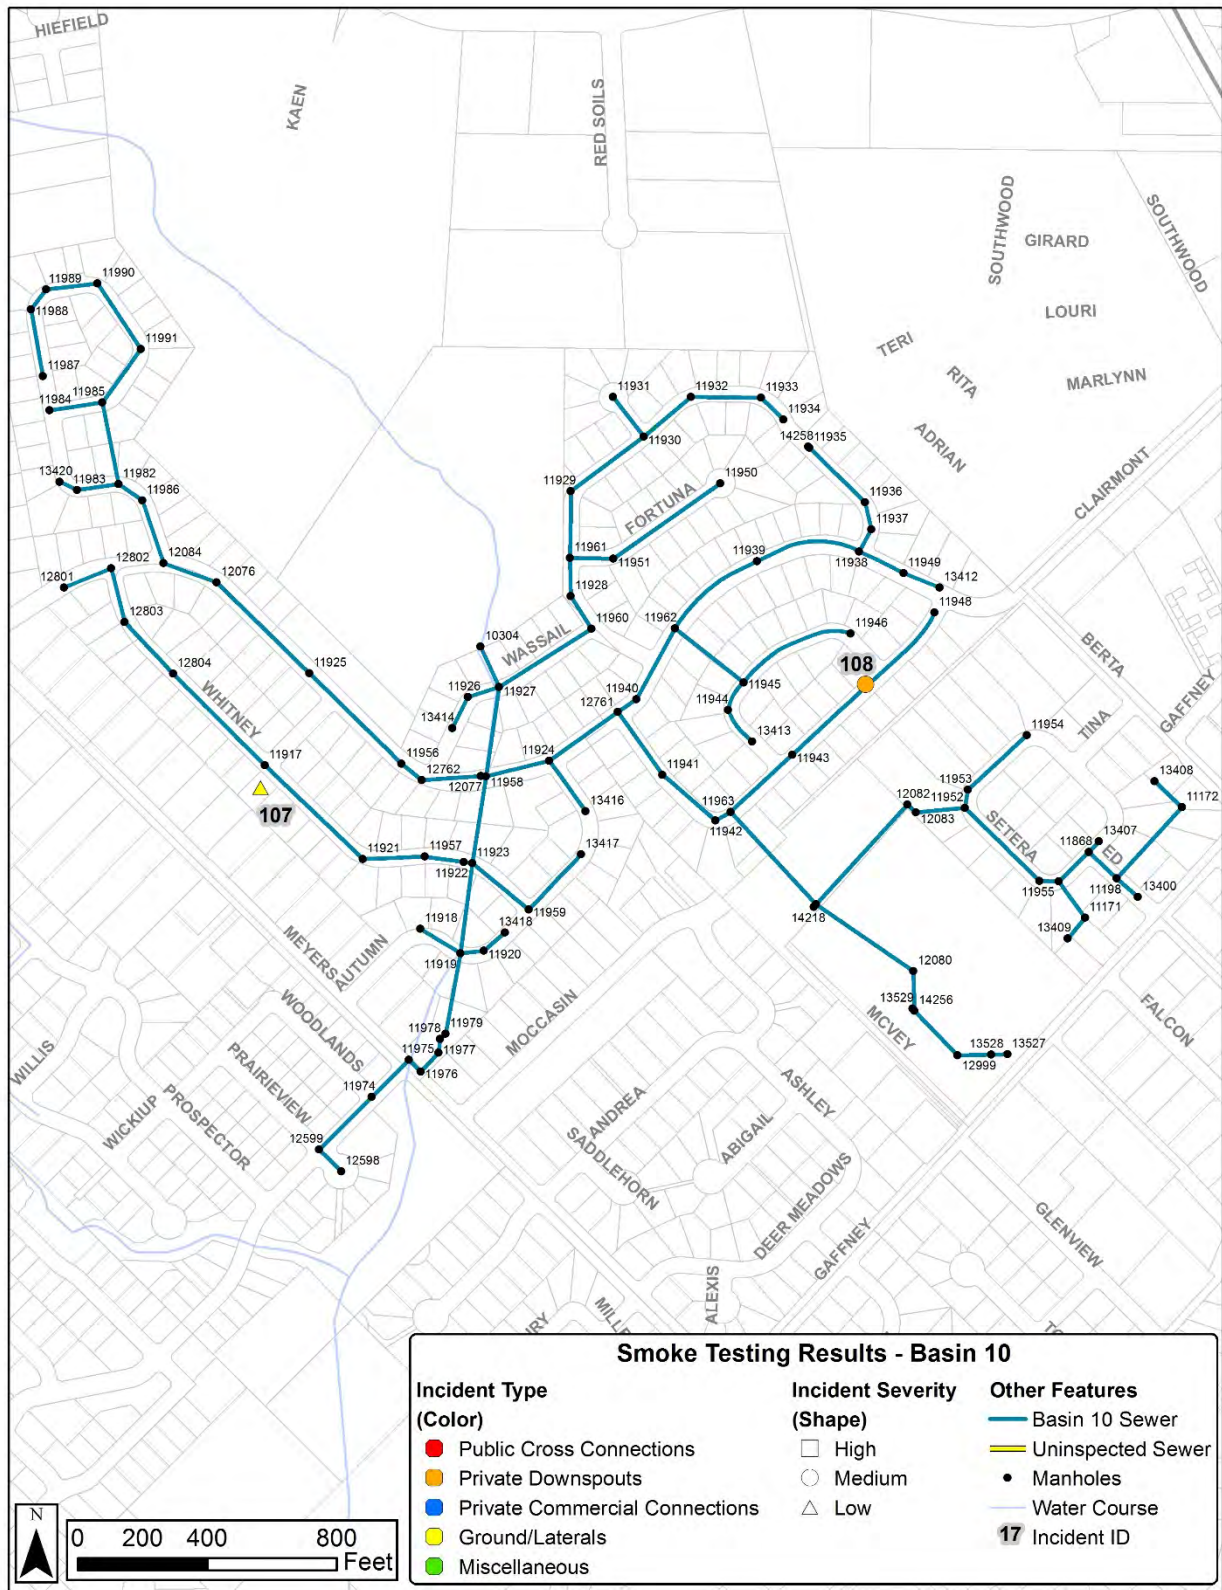 HIEFIELD
KAEN
RED SOILS
SOUTHWOOD
SOUTHWOOD
GIRARD
LOURI
TERI
RITA
MARLYNN
ADRIAN
CLAIRMONT
11989
11990
11988
11991
11987
11985
11984
11931
11932
11933
11934
11930
14258
11935
13420
11983
11982
11986
11929
11950
FORTUNA
11936
11937
12802
12084
12801
12076
11961
11951
11939
11938
11949
13412
12803
11928
11948
11960
11962
11946
WASSAIL
10304
BERTA
12804
11925
11927
108
11926
11945
GAFFNEY
WHITNEY
13414
11940
12761
11944
TINA
13413
11954
11917
11956
11924
11943
12762
11958
11941
11953
13408
12077
107
13416
11963
12082
11952
11172
11942
12083
SETERA
13407
11868
ED
13417
11921
11957
11923
11922
11955
11198
13400
11171
11959
13409
11918
13418
14218
MEYERS
AUTUMN
11919
11920
12080
WOODLANDS
MOCCASIN
13529
14256
FALCON
11979
11978
MCVEY
11975
11977
13528
13527
12999
11976
WILLIS
PRAIRIEVIEW
11974
WICKIUP
PROSPECTOR
ANDREA
ASHLEY
ABIGAIL
12599
SADDLEHORN
12598
DEER MEADOWS
GLENVIEW
GAFFNEY
ALEXIS
Smoke Testing Results - Basin 10
Incident Type
(Color)
Public Cross Connections
Private Downspouts
Private Commercial Connections
Ground/Laterals
Miscellaneous
Incident Severity
(Shape)
High
Medium
Low
Other Features
Basin 10 Sewer
Uninspected Sewer
Manholes
Water Course
17 Incident ID
N
0 200 400 800
Feet